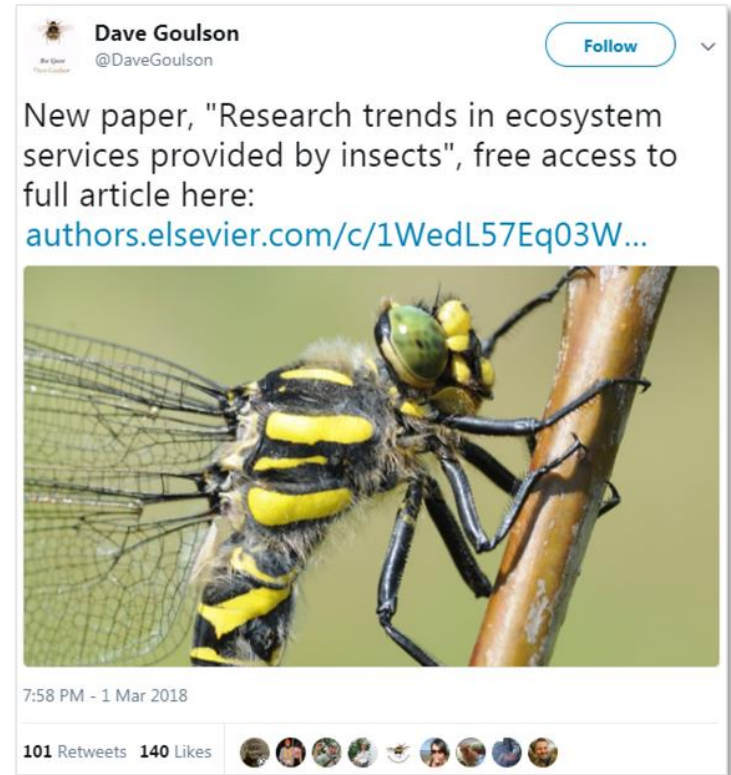 Dave Goulson
@DaveGoulson
Follow
New paper, "Research trends in ecosystem
services provided by insects", free access to
full article here:
authors.elsevier.com/c/1WedL57Eq03W...
7:58 PM - 1 Mar 2018
101 Retweets 140 Likes